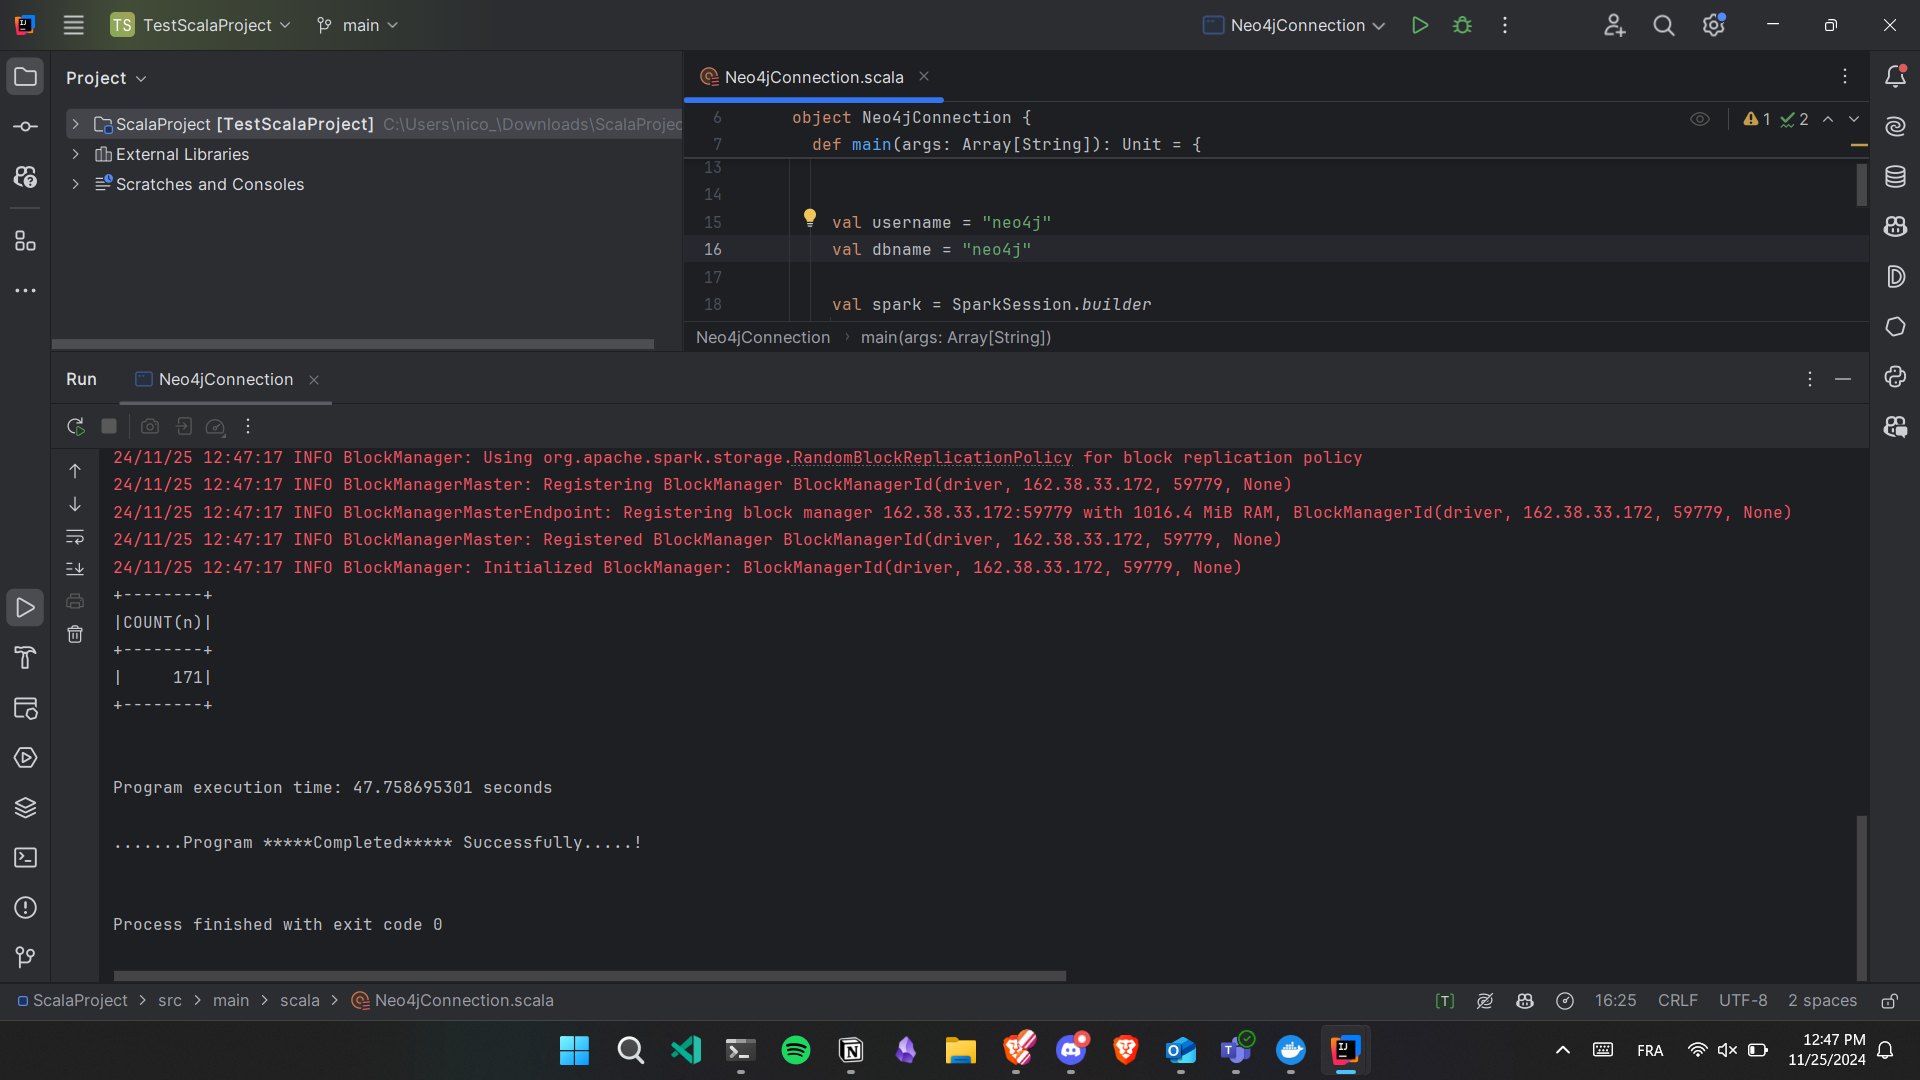 TS TestScalaProject main Neo4jConnection
Project
ScalaProject [TestScalaProject] C:\Users\nico_\Downloads\ScalaProjec
External Libraries
Scratches and Consoles
Neo4jConnection.scala
6 object Neo4jConnection {
7 def main(args: Array[String]): Unit = {
1 2
13
14
15 val username = "neo4j"
16 val dbname = "neo4j"
17
18 val spark = SparkSession.builder
Neo4jConnection main(args: Array[String])
Run Neo4jConnection
24/11/25 12:47:17 INFO BlockManager: Using org.apache.spark.storage.RandomBlockReplicationPolicy for block replication policy
24/11/25 12:47:17 INFO BlockManagerMaster: Registering BlockManager BlockManagerId(driver, 162.38.33.172, 59779, None)
24/11/25 12:47:17 INFO BlockManagerMasterEndpoint: Registering block manager 162.38.33.172:59779 with 1016.4 MiB RAM, BlockManagerId(driver, 162.38.33.172, 59779, None)
24/11/25 12:47:17 INFO BlockManagerMaster: Registered BlockManager BlockManagerId(driver, 162.38.33.172, 59779, None)
24/11/25 12:47:17 INFO BlockManager: Initialized BlockManager: BlockManagerId(driver, 162.38.33.172, 59779, None)
+--------+
|COUNT(n)|
+--------+
|     171|
+--------+
Program execution time: 47.758695301 seconds
.......Program *****Completed***** Successfully.....!
Process finished with exit code 0
ScalaProject > src > main > scala > Neo4jConnection.scala
[T] 16:25 CRLF UTF-8 2 spaces
FRA
12:47 PM
11/25/2024